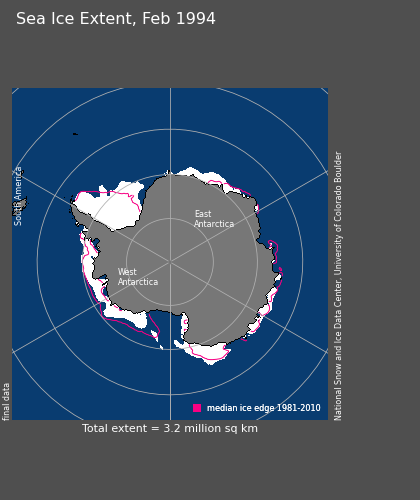 Sea Ice Extent, Feb 1994
South America
East
Antarctica
West
Antarctica
National Snow and Ice Data Center, University of Colorado Boulder
final data
median ice edge 1981-2010
Total extent = 3.2 million sq km